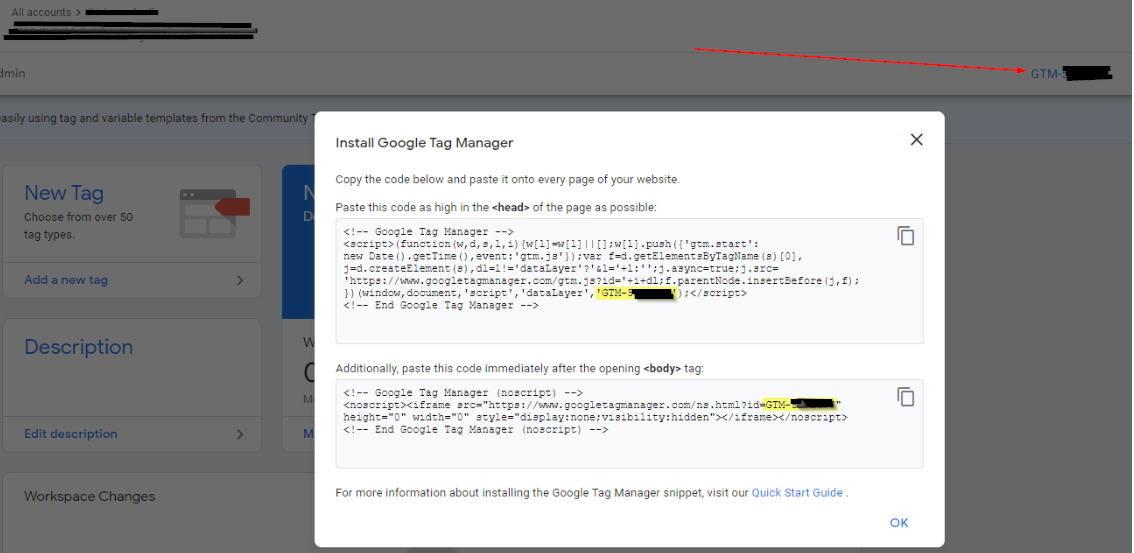 All accounts >
dmin
GTM-
easily using tag and variable templates from the Community T
Install Google Tag Manager
Copy the code below and paste it onto every page of your website.
Paste this code as high in the <head> of the page as possible:
<!-- Google Tag Manager -->
<script>(function(w,d,s,l,i){w[l]=w[l]||[];w[l].push({'gtm.start':
new Date().getTime(),event:'gtm.js'});var f=d.getElementsByTagName(s)[0],
j=d.createElement(s),dl=l!='dataLayer'?'&l='+l:'';j.async=true;j.src=
'https://www.googletagmanager.com/gtm.js?id='+i+dl;f.parentNode.insertBefore(j,f);
})(window,document,'script','dataLayer','GTM-5');</script>
<!-- End Google Tag Manager -->
Additionally, paste this code immediately after the opening <body> tag:
<!-- Google Tag Manager (noscript) -->
<noscript><iframe src="https://www.googletagmanager.com/ns.html?id=GTM-"
height="0" width="0" style="display:none;visibility:hidden"></iframe></noscript>
<!-- End Google Tag Manager (noscript) -->
For more information about installing the Google Tag Manager snippet, visit our Quick Start Guide .
OK
New Tag
Choose from over 50
tag types.
Add a new tag
N
D
Description
Edit description
W
M
M
Workspace Changes